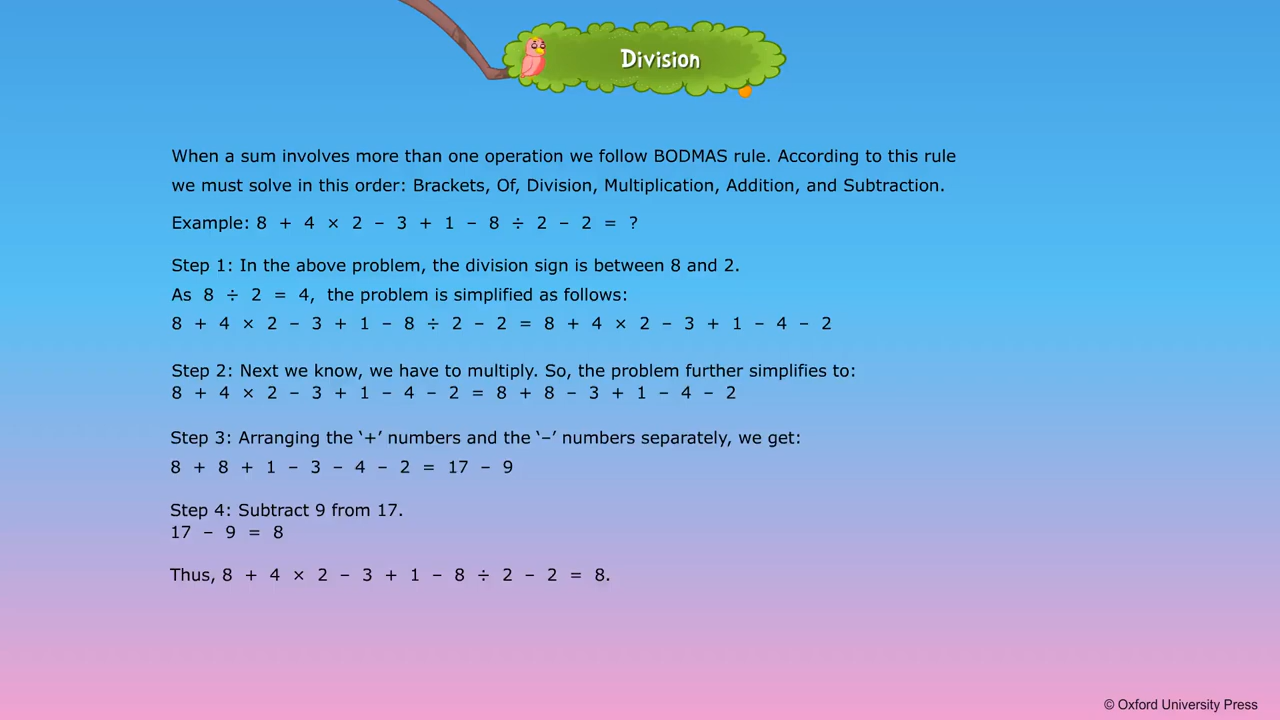 Division
When a sum involves more than one operation we follow BODMAS rule. According to this rule
we must solve in this order: Brackets, Of, Division, Multiplication, Addition, and Subtraction.
Example: 8 + 4 × 2 – 3 + 1 – 8 ÷ 2 – 2 = ?
Step 1: In the above problem, the division sign is between 8 and 2.
As 8 ÷ 2 = 4, the problem is simplified as follows:
8 + 4 × 2 – 3 + 1 – 8 ÷ 2 – 2 = 8 + 4 × 2 – 3 + 1 – 4 – 2
Step 2: Next we know, we have to multiply. So, the problem further simplifies to:
8 + 4 × 2 – 3 + 1 – 4 – 2 = 8 + 8 – 3 + 1 – 4 – 2
Step 3: Arranging the ‘+’ numbers and the ‘–’ numbers separately, we get:
8 + 8 + 1 – 3 – 4 – 2 = 17 – 9
Step 4: Subtract 9 from 17.
17 – 9 = 8
Thus, 8 + 4 × 2 – 3 + 1 – 8 ÷ 2 – 2 = 8.
© Oxford University Press